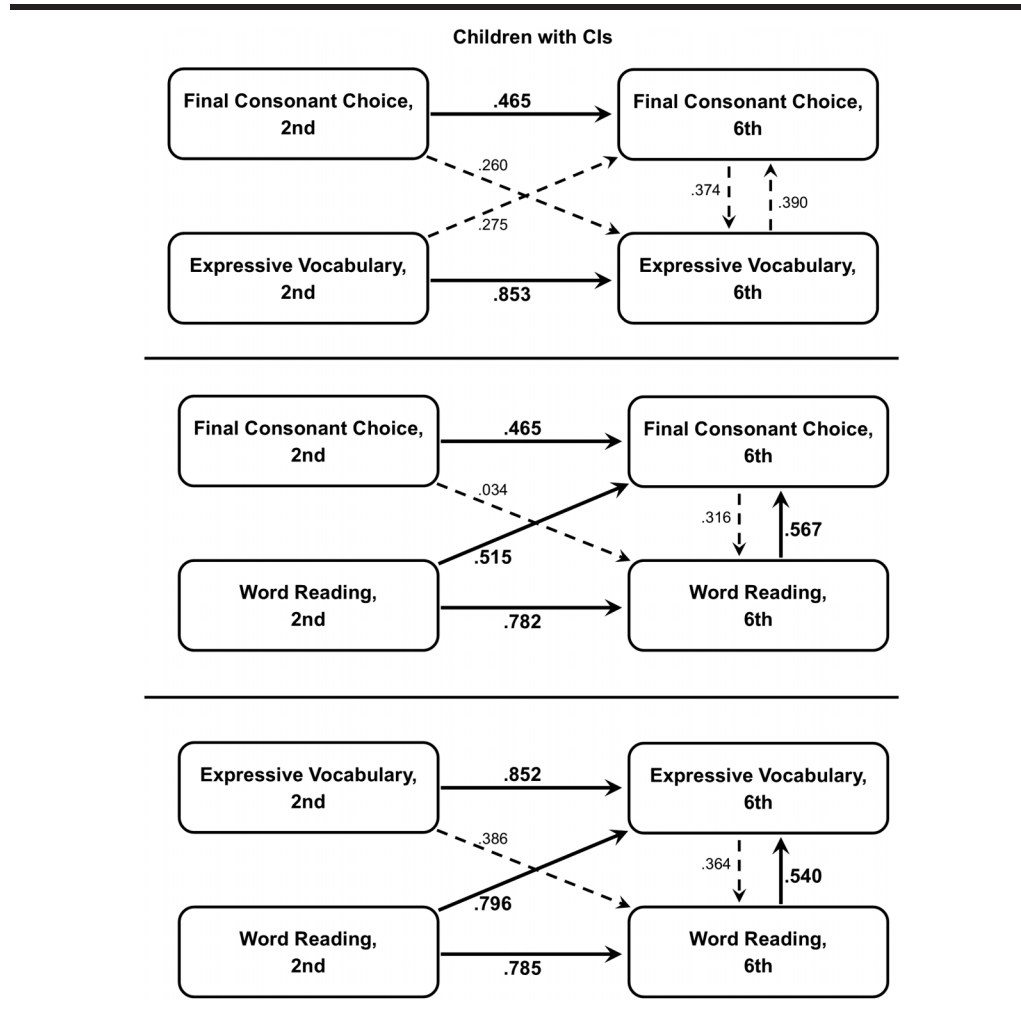 Children with CIs
Final Consonant Choice,
2nd
.465
Final Consonant Choice,
6th
.260
.275
.374
.390
Expressive Vocabulary,
2nd
.853
Expressive Vocabulary,
6th
Final Consonant Choice,
2nd
.465
Final Consonant Choice,
6th
.034
.515
.316
.567
Word Reading,
2nd
.782
Word Reading,
6th
Expressive Vocabulary,
2nd
.852
Expressive Vocabulary,
6th
.386
.796
.364
.540
Word Reading,
2nd
.785
Word Reading,
6th